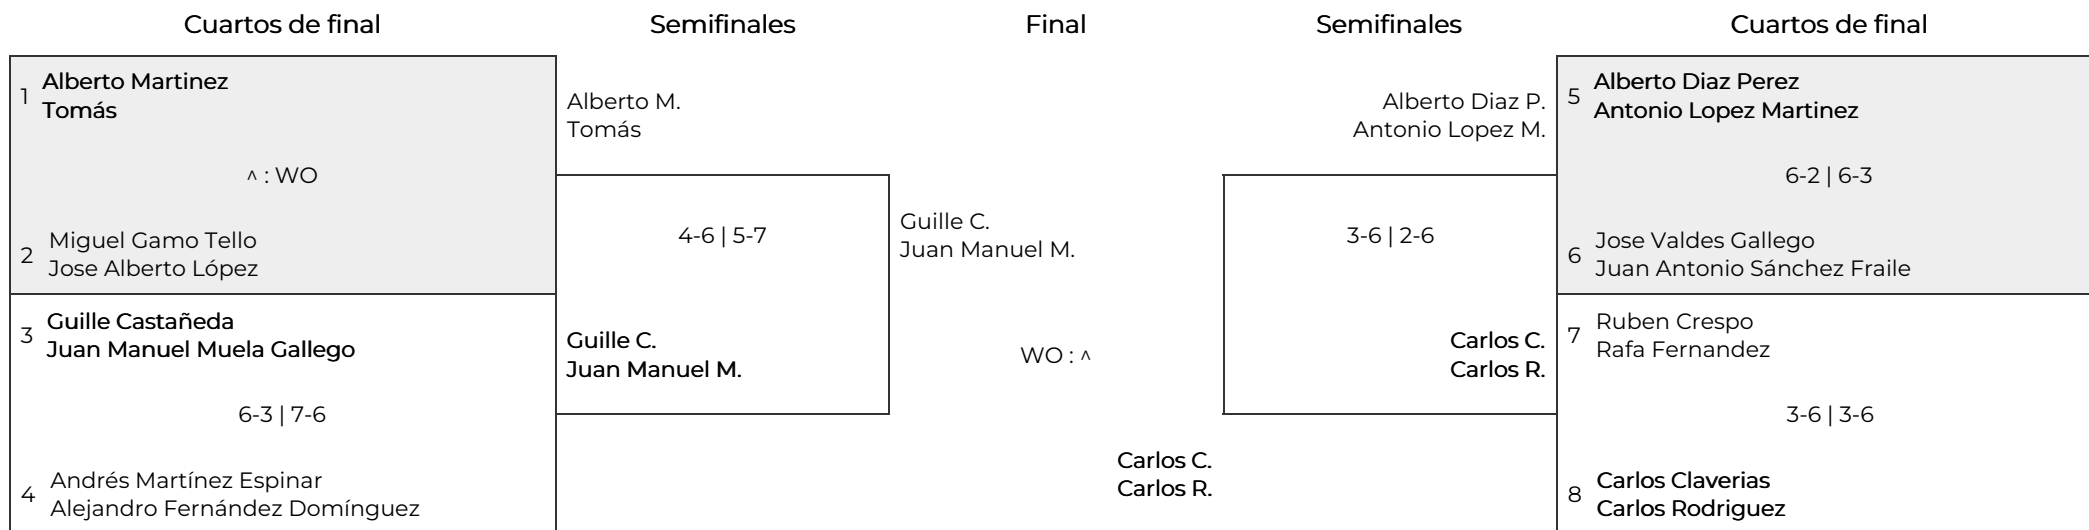 Cuartos de final
Semifinales
Final
Semifinales
Cuartos de final
1
Alberto Martinez
Tomás
^ : WO
2
Miguel Gamo Tello
Jose Alberto López
3
Guille Castañeda
Juan Manuel Muela Gallego
6-3 | 7-6
4
Andrés Martínez Espinar
Alejandro Fernández Domínguez
Alberto M.
Tomás
4-6 | 5-7
Guille C.
Juan Manuel M.
Guille C.
Juan Manuel M.
WO : ^
Carlos C.
Carlos R.
Alberto Diaz P.
Antonio Lopez M.
3-6 | 2-6
Carlos C.
Carlos R.
5
Alberto Diaz Perez
Antonio Lopez Martinez
6-2 | 6-3
6
Jose Valdes Gallego
Juan Antonio Sánchez Fraile
7
Ruben Crespo
Rafa Fernandez
3-6 | 3-6
8
Carlos Claverias
Carlos Rodriguez